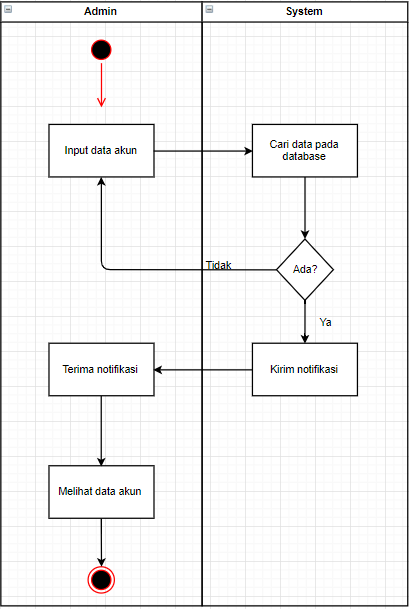 Admin
System
Input data akun
Cari data pada
database
Tidak
Ada?
Ya
Terima notifikasi
Kirim notifikasi
Melihat data akun